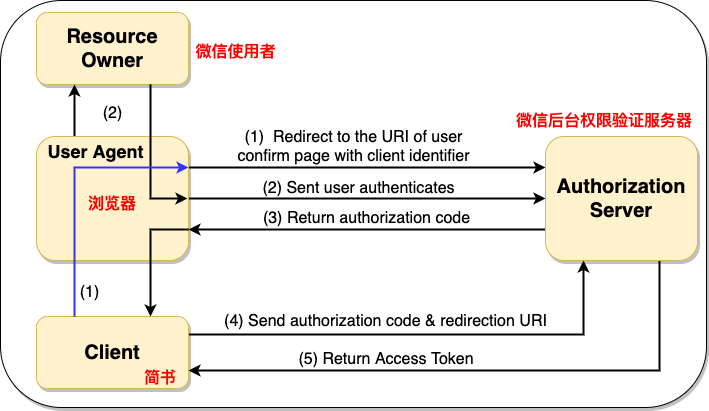 Resource
Owner
微信使用者
(2)
微信后台权限验证服务器
(1) Redirect to the URI of user
confirm page with client identifier
User Agent
浏览器
(2) Sent user authenticates
Authorization
Server
(3) Return authorization code
(1)
(4) Send authorization code & redirection URI
Client
简书
(5) Return Access Token